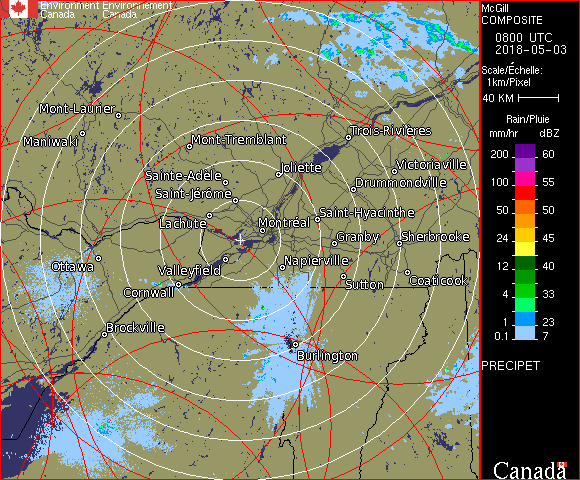 Environment Environnement
Canada Canada
McGill
COMPOSITE
0800 UTC
2018-05-03
Scale/Échelle:
1km/Pixel
40 KM
Rain/Pluie
mm/hr dBZ
200 60
150 57
100 55
50 50
24 45
12 40
4 33
1 23
0.1 7
PRECIPET
Canada
Mont-Laurier
Maniwaki
Mont-Tremblant
Trois-Rivières
Joliette
Victoriaville
Sainte-Adèle
Drummondville
Saint-Jérôme
Lachute
Montréal
Saint-Hyacinthe
Granby
Sherbrooke
Ottawa
Valleyfield
Napierville
Cornwall
Sutton
Coaticook
Brockville
Burlington